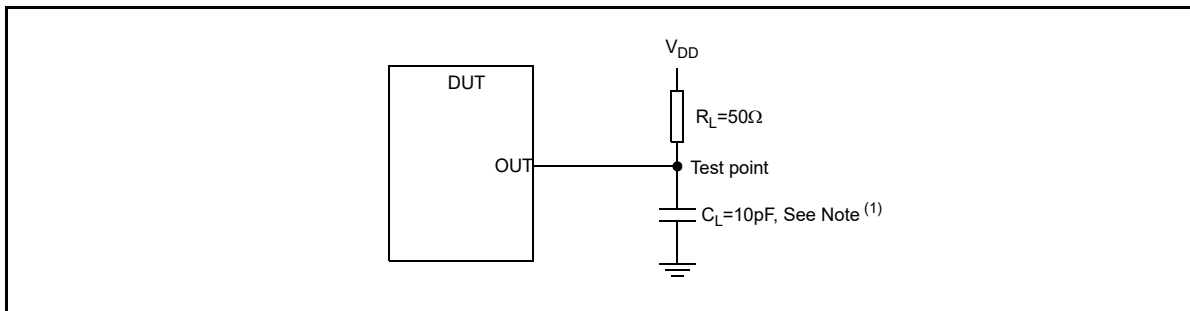 V_DD
DUT
R_L=50Ω
OUT
Test point
C_L=10pF, See Note (1)